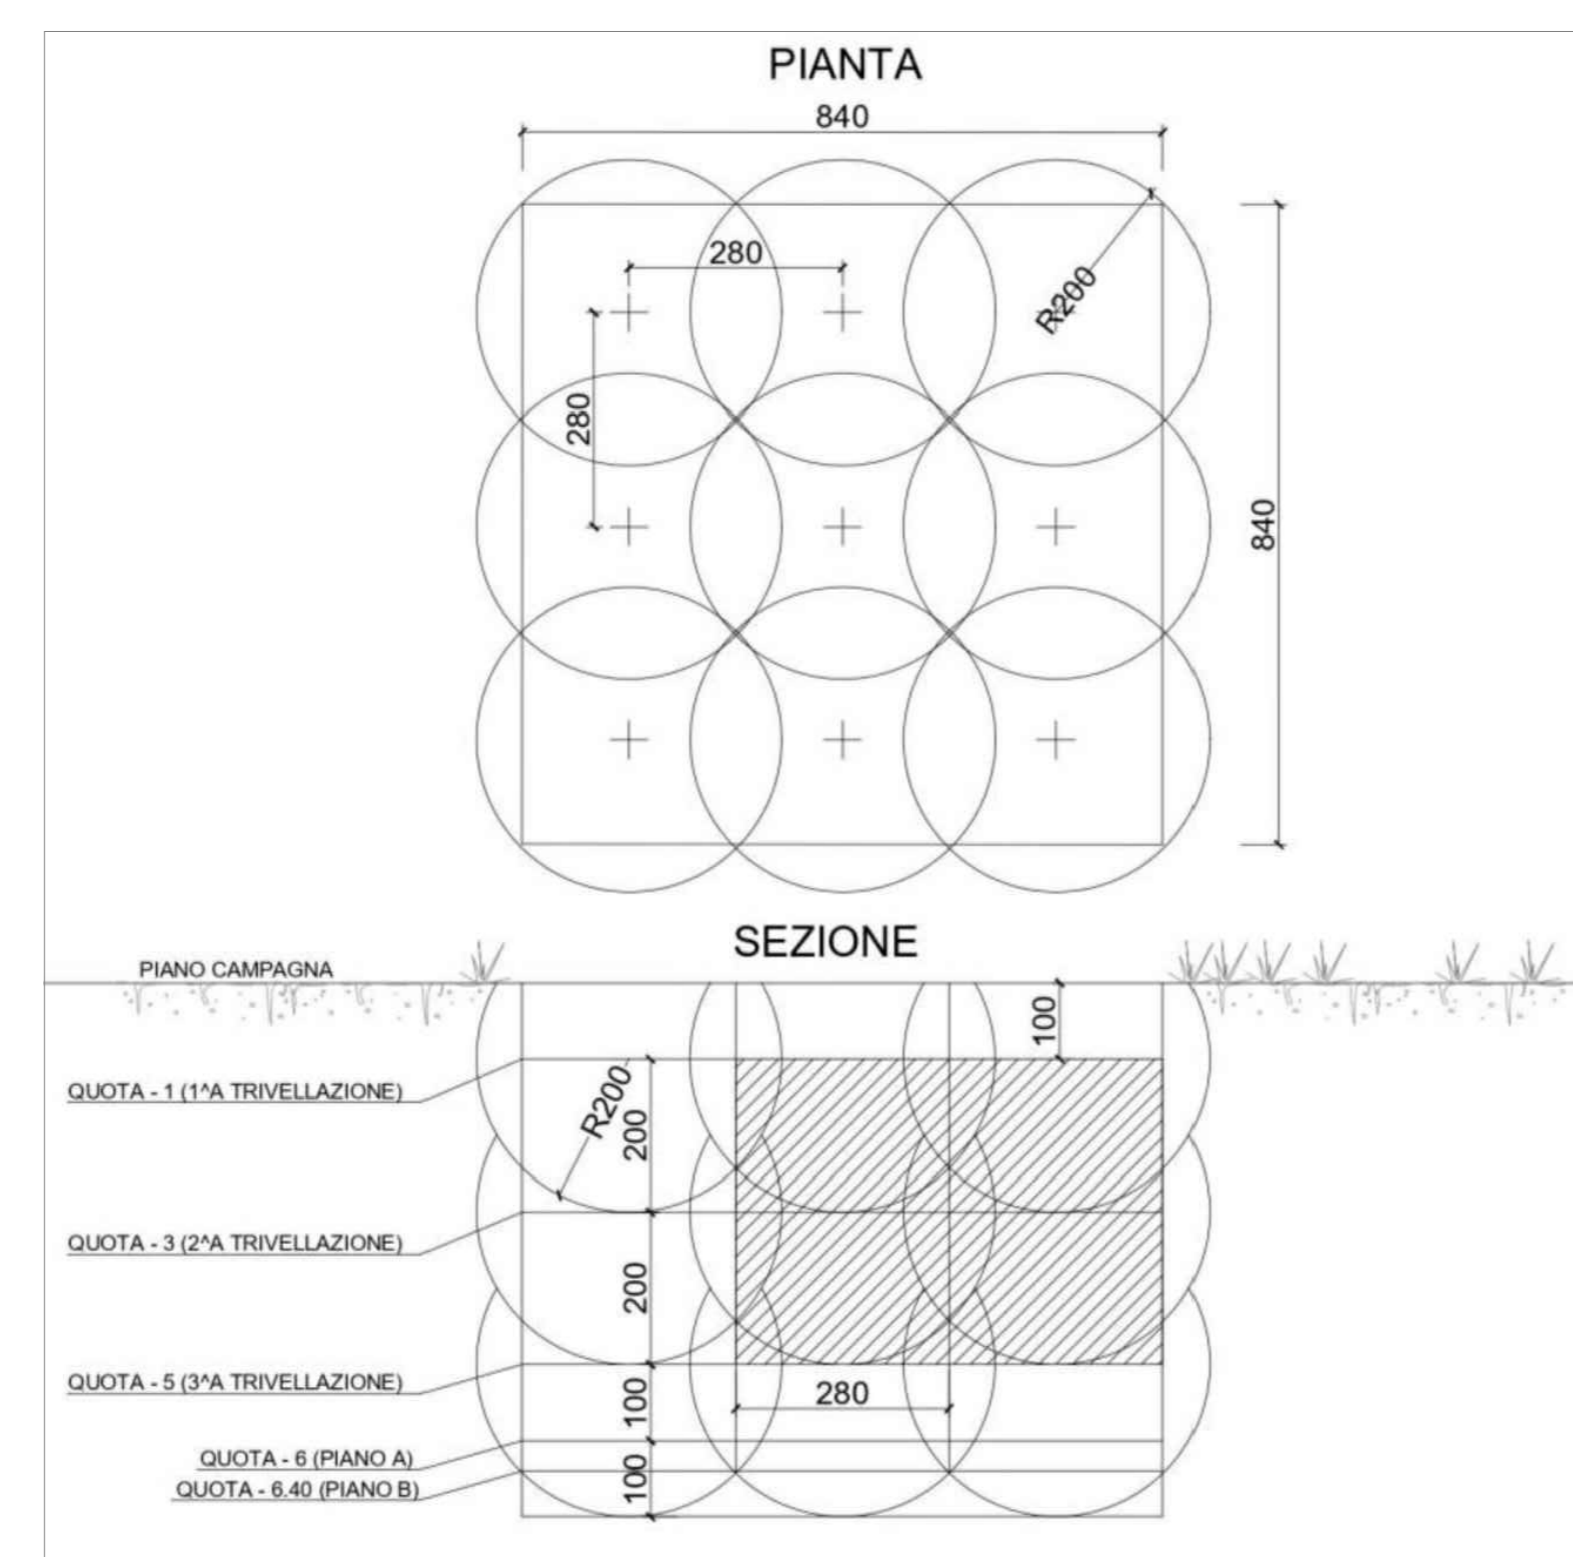 PIANTA
840
280
R200
280
840
SEZIONE
PIANO CAMPAGNA
100
QUOTA - 1 (1^A TRIVELLAZIONE)
R200
200
QUOTA - 3 (2^A TRIVELLAZIONE)
200
QUOTA - 5 (3^A TRIVELLAZIONE)
280
100
QUOTA - 6 (PIANO A)
QUOTA - 6.40 (PIANO B)
100